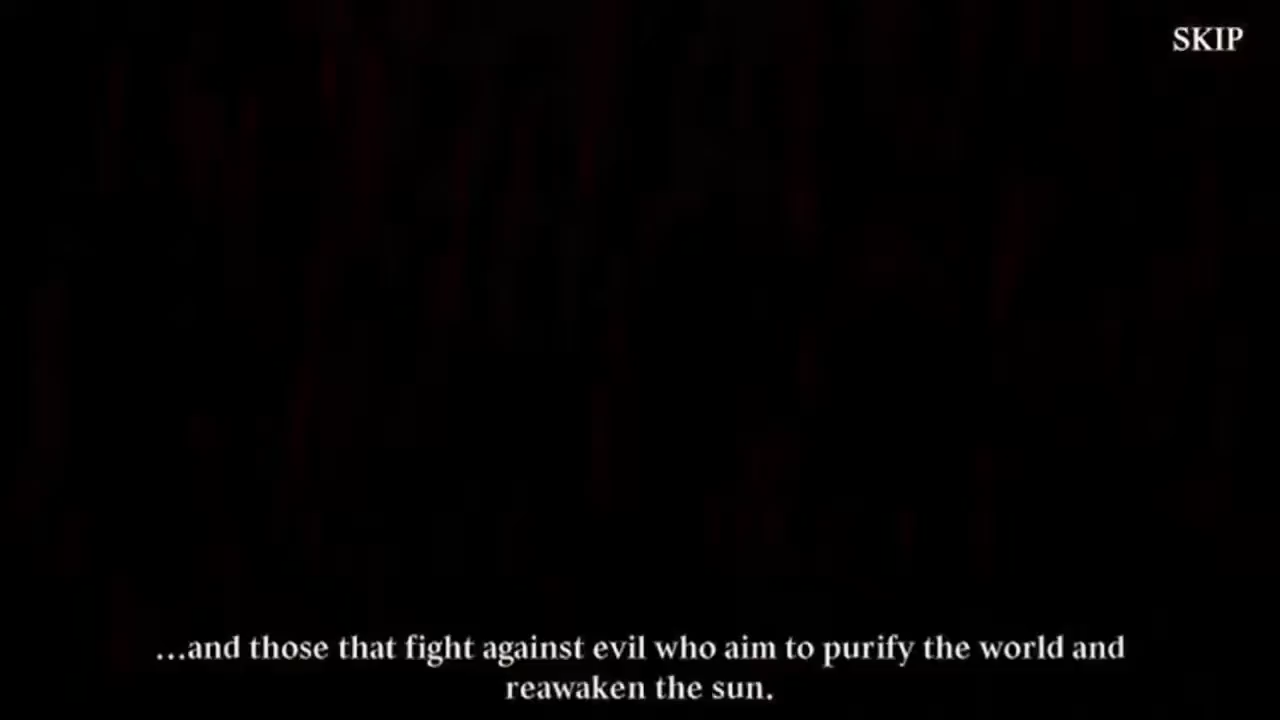 SKIP
...and those that fight against evil who aim to purify the world and
reawaken the sun.